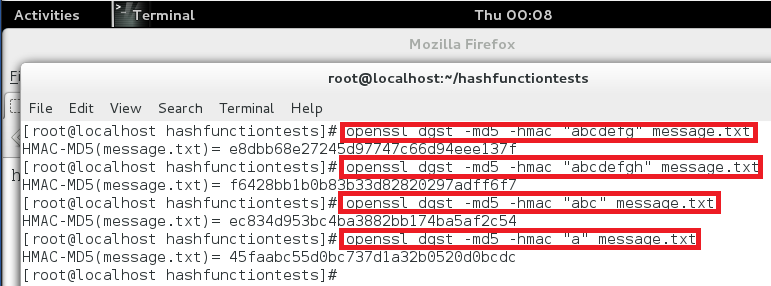 Activities Terminal Thu 00:08
Mozilla Firefox
root@localhost:~/hashfunctiontests
File Edit View Search Terminal Help
[root@localhost hashfunctiontests]# openssl dgst -md5 -hmac "abcdefg" message.txt
HMAC-MD5(message.txt)= e8dbb68e27245d97747c66d94eee137f
[root@localhost hashfunctiontests]# openssl dgst -md5 -hmac "abcdefgh" message.txt
HMAC-MD5(message.txt)= f6428bb1b0b83b33d82820297adff6f7
[root@localhost hashfunctiontests]# openssl dgst -md5 -hmac "abc" message.txt
HMAC-MD5(message.txt)= ec834d953bc4ba3882bb174ba5af2c54
[root@localhost hashfunctiontests]# openssl dgst -md5 -hmac "a" message.txt
HMAC-MD5(message.txt)= 45faabc55d0bc737d1a32b0520d0bcdc
[root@localhost hashfunctiontests]#